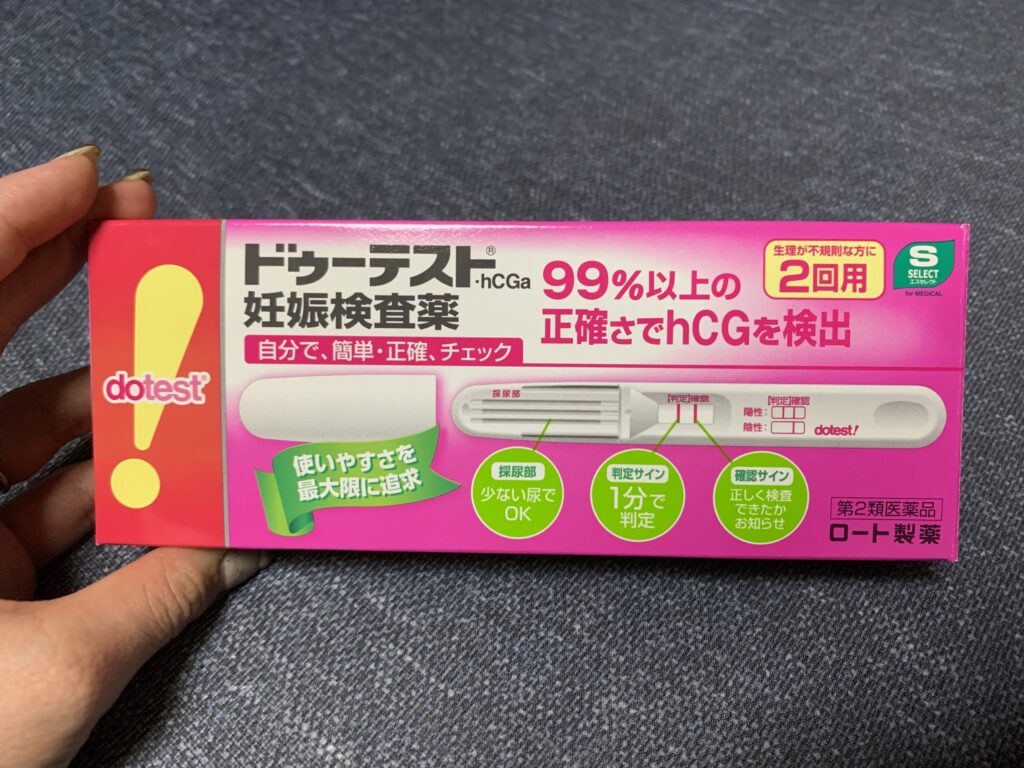 ドゥーテスト®・hCGa
妊娠検査薬
自分で、簡単・正確、チェック
99%以上の
正確さでhCGを検出
生理が不規則な方に
2回用
S
SELECT
エスセレクト
for MEDICAL
dotest®
使いやすさを
最大限に追求
採尿部
【判定】確認
【判定】確認
陽性:
陰性:
dotest!
採尿部
少ない尿で
OK
判定サイン
1分で
判定
確認サイン
正しく検査
できたか
お知らせ
第2類医薬品
ロート製薬